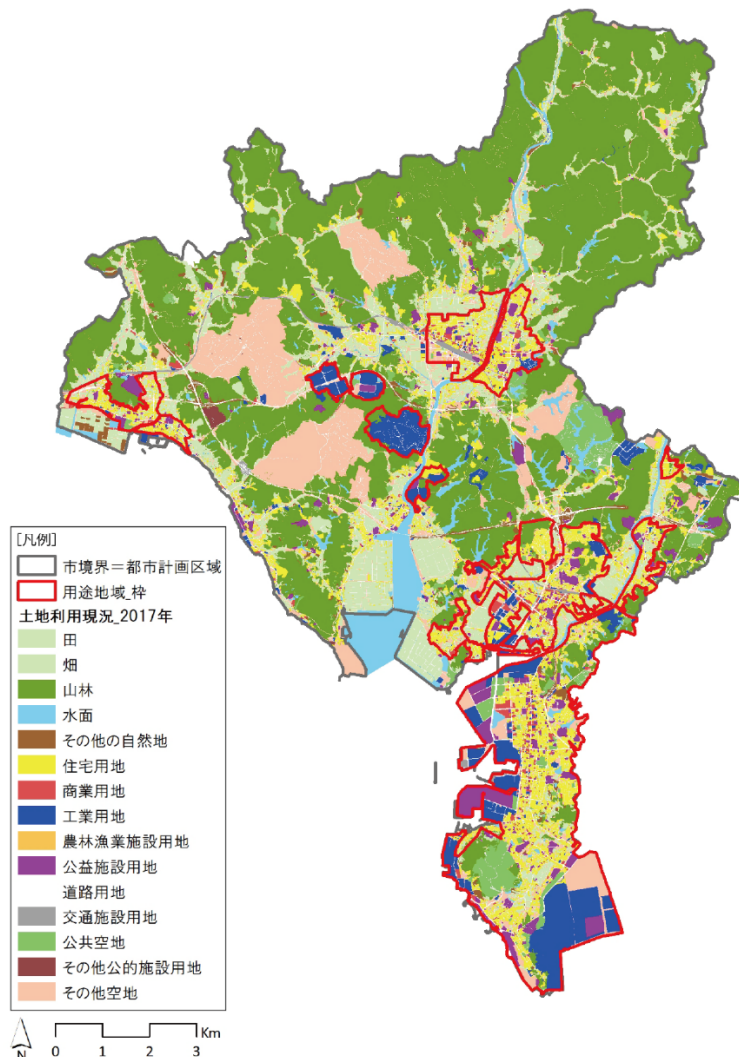 [凡例]
市境界＝都市計画区域
用途地域_枠
土地利用現況_2017年
田
畑
山林
水面
その他の自然地
住宅用地
商業用地
工業用地
農林漁業施設用地
公益施設用地
道路用地
交通施設用地
公共空地
その他公的施設用地
その他空地
N
0 1 2 3 Km